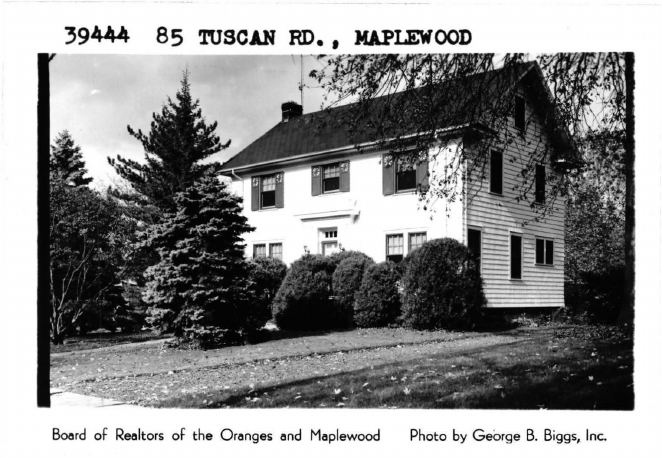 39444 85 TUSCAN RD., MAPLEWOOD
Board of Realtors of the Oranges and Maplewood Photo by George B. Biggs, Inc.